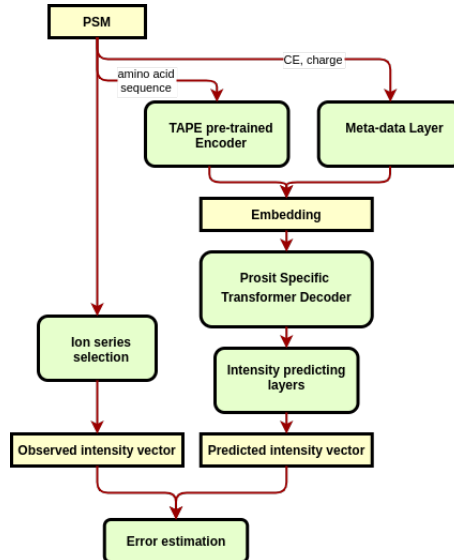 PSM
CE, charge
amino acid
sequence
TAPE pre-trained
Encoder
Meta-data Layer
Embedding
Prosit Specific
Transformer Decoder
Ion series
selection
Intensity predicting
layers
Observed intensity vector
Predicted intensity vector
Error estimation